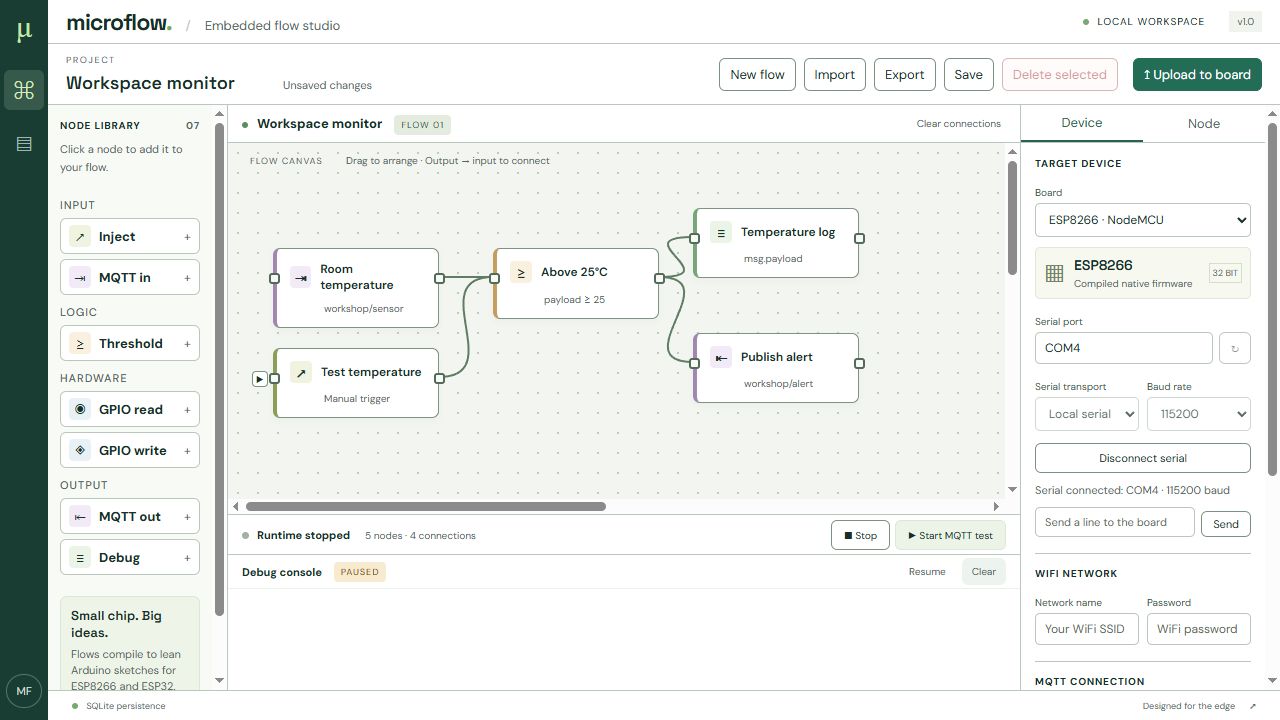 µ
microflow.
/
Embedded flow studio
LOCAL WORKSPACE
v1.0
PROJECT
Workspace monitor
Unsaved changes
New flow
Import
Export
Save
Delete selected
↥ Upload to board
NODE LIBRARY
07
Click a node to add it to
your flow.
INPUT
Inject
+
MQTT in
+
LOGIC
Threshold
+
HARDWARE
GPIO read
+
GPIO write
+
OUTPUT
MQTT out
+
Debug
+
Small chip. Big
ideas.
Flows compile to lean
Arduino sketches for
ESP8266 and ESP32.
MF
Workspace monitor
FLOW 01
Clear connections
FLOW CANVAS
Drag to arrange · Output → input to connect
Room
temperature
workshop/sensor
Test temperature
Manual trigger
≥
Above 25°C
payload ≥ 25
Temperature log
msg.payload
Publish alert
workshop/alert
Runtime stopped
5 nodes · 4 connections
■ Stop
▶ Start MQTT test
Debug console
PAUSED
Resume
Clear
Device
Node
TARGET DEVICE
Board
ESP8266 · NodeMCU
ESP8266
Compiled native firmware
32 BIT
Serial port
COM4
↻
Serial transport
Baud rate
Local serial
115200
Disconnect serial
Serial connected: COM4 · 115200 baud
Send a line to the board
Send
WIFI NETWORK
Network name
Password
Your WiFi SSID
WiFi password
MQTT CONNECTION
SQLite persistence
Designed for the edge
↗